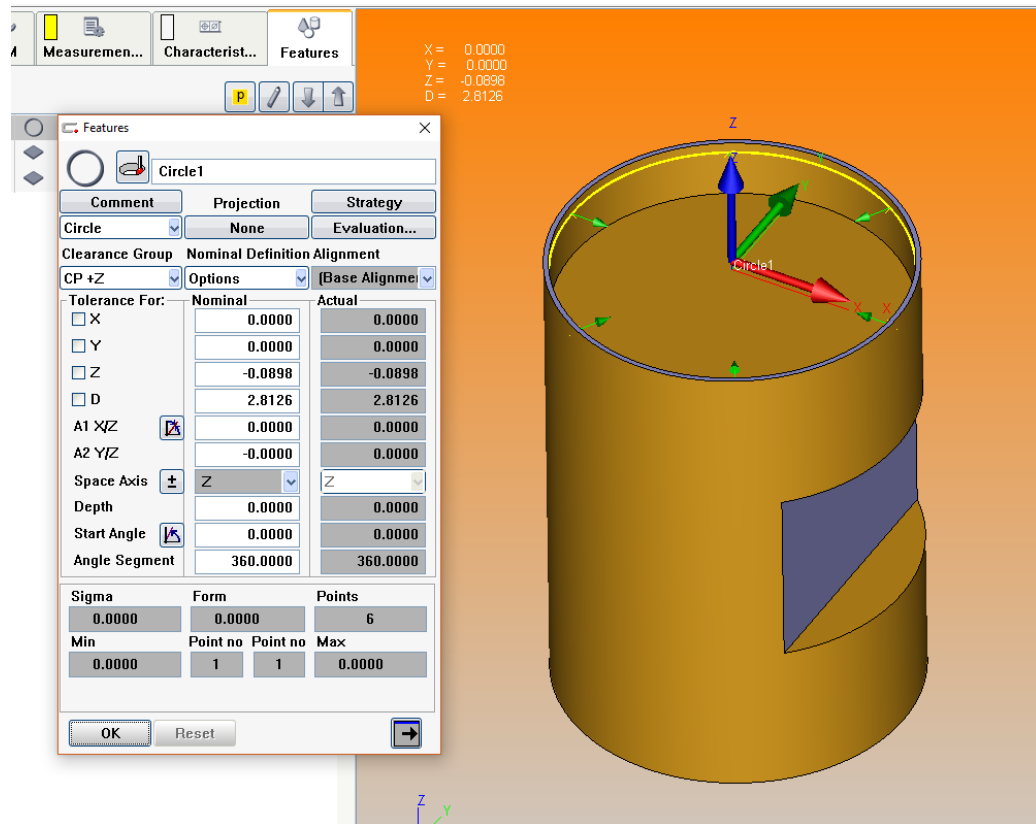 M
Measuremen...
Characterist...
Features
p
Features
Circle1
Comment
Projection
Strategy
Circle
None
Evaluation...
Clearance Group
Nominal Definition
Alignment
CP +Z
Options
(Base Alignme
Tolerance For:
Nominal
Actual
X 0.0000 0.0000
Y 0.0000 0.0000
Z -0.0898 -0.0898
D 2.8126 2.8126
A1 X/Z 0.0000 0.0000
A2 Y/Z -0.0000 0.0000
Space Axis ± Z Z
Depth 0.0000 0.0000
Start Angle 0.0000 0.0000
Angle Segment 360.0000 360.0000
Sigma Form Points
0.0000 0.0000 6
Min Point no Point no Max
0.0000 1 1 0.0000
OK Reset
X = 0.0000
Y = 0.0000
Z = -0.0898
D = 2.8126
Z
Z
Y
Circle1
X X
Z
Y